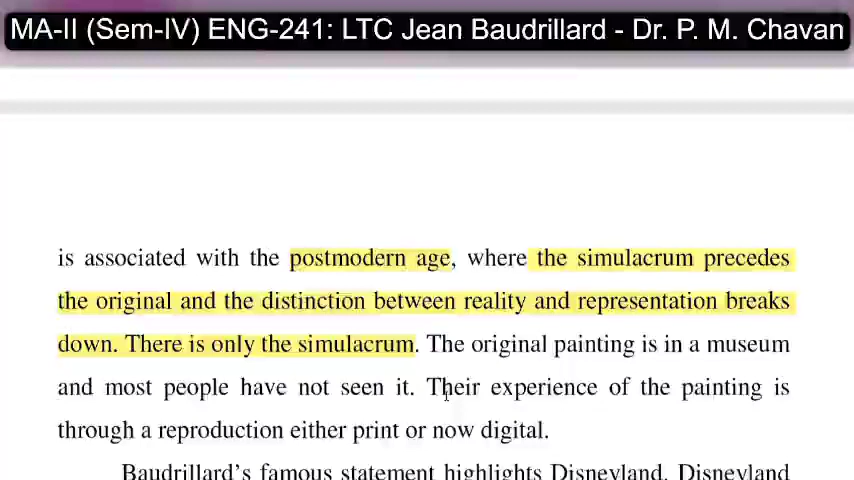 MA-II (Sem-IV) ENG-241: LTC Jean Baudrillard - Dr. P. M. Chavan
is associated with the postmodern age, where the simulacrum precedes
the original and the distinction between reality and representation breaks
down. There is only the simulacrum. The original painting is in a museum
and most people have not seen it. Their experience of the painting is
through a reproduction either print or now digital.
Baudrillard's famous statement highlights Disneyland. Disneyland